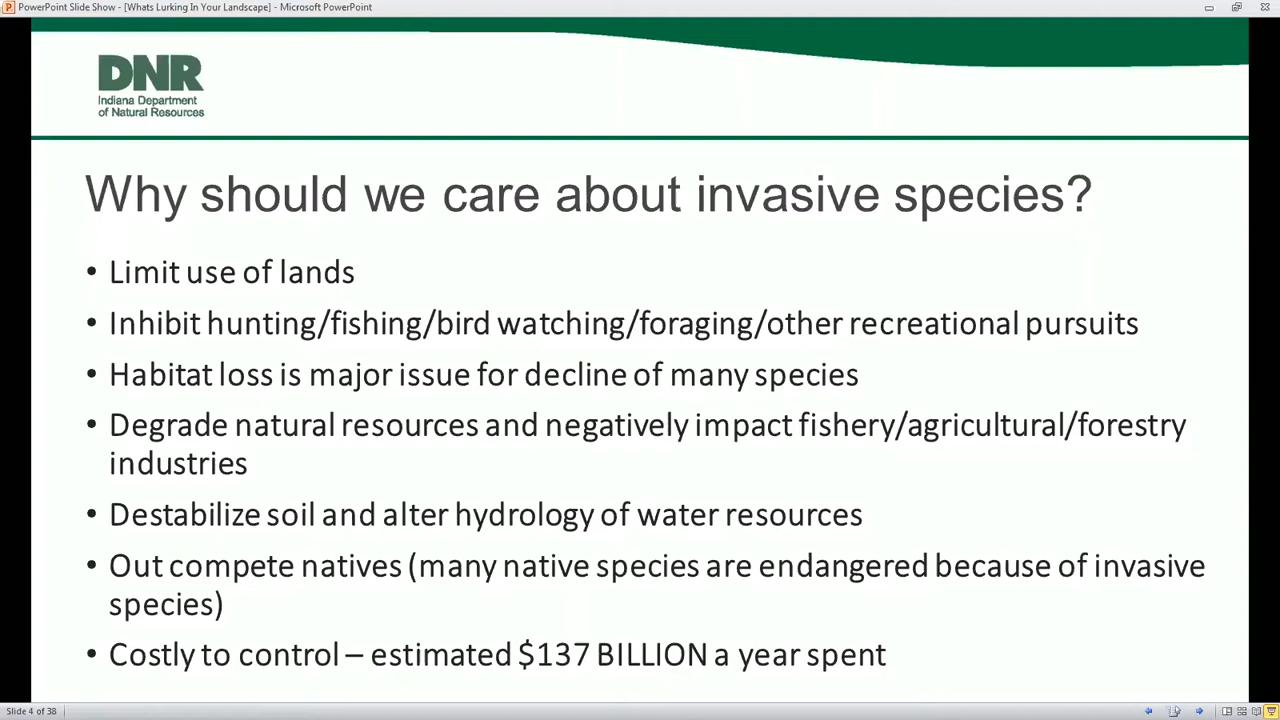 PowerPoint Slide Show - [Whats Lurking In Your Landscape] - Microsoft PowerPoint
DNR
Indiana Department
of Natural Resources
Why should we care about invasive species?
• Limit use of lands
• Inhibit hunting/fishing/bird watching/foraging/other recreational pursuits
• Habitat loss is major issue for decline of many species
• Degrade natural resources and negatively impact fishery/agricultural/forestry
industries
• Destabilize soil and alter hydrology of water resources
• Out compete natives (many native species are endangered because of invasive
species)
• Costly to control – estimated $137 BILLION a year spent
Slide 4 of 38